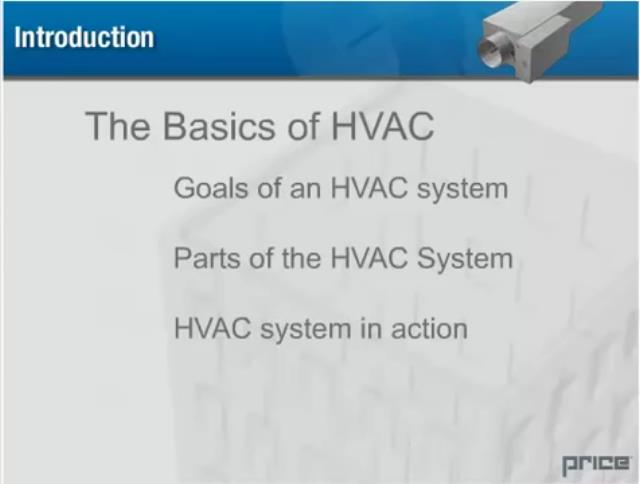 Introduction
The Basics of HVAC
Goals of an HVAC system
Parts of the HVAC System
HVAC system in action
price